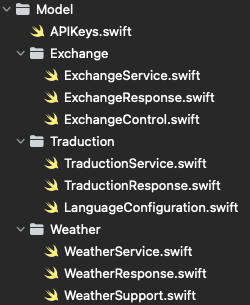 Model
APIKeys.swift
Exchange
ExchangeService.swift
ExchangeResponse.swift
ExchangeControl.swift
Traduction
TraductionService.swift
TraductionResponse.swift
LanguageConfiguration.swift
Weather
WeatherService.swift
WeatherResponse.swift
WeatherSupport.swift